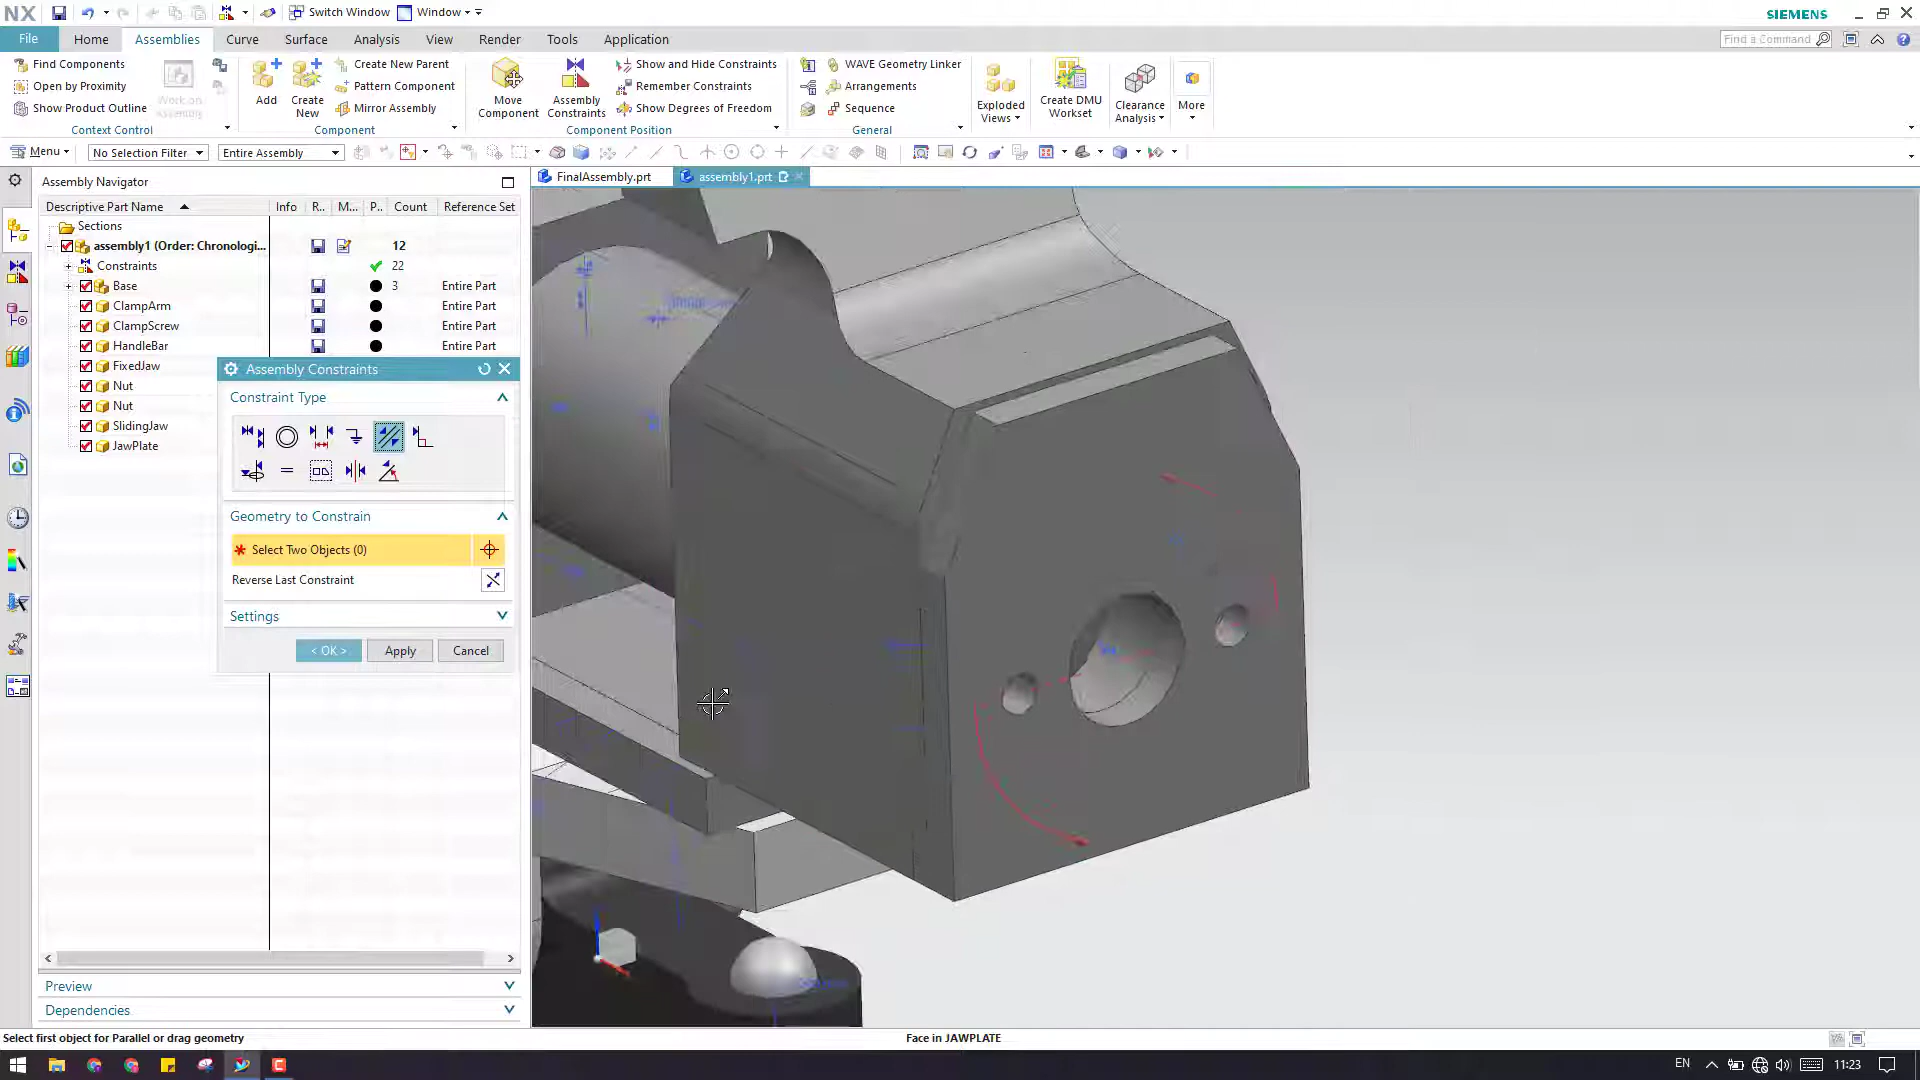 NX
Switch Window
Window
SIEMENS
File
Home
Assemblies
Curve
Surface
Analysis
View
Render
Tools
Application
Find a Command
Find Components
Open by Proximity
Show Product Outline
Work on Assembly
Context Control
Add
Create New
Create New Parent
Pattern Component
Mirror Assembly
Component
Move Component
Assembly Constraints
Show and Hide Constraints
Remember Constraints
Show Degrees of Freedom
Component Position
WAVE Geometry Linker
Arrangements
Sequence
General
Exploded Views
Create DMU Workset
Clearance Analysis
More
Menu
No Selection Filter
Entire Assembly
Assembly Navigator
FinalAssembly.prt
assembly1.prt
Descriptive Part Name
Info
R..
M...
P..
Count
Reference Set
Sections
assembly1 (Order: Chronologi...
12
Constraints
22
Base
3
Entire Part
ClampArm
Entire Part
ClampScrew
Entire Part
HandleBar
Entire Part
FixedJaw
Nut
Nut
SlidingJaw
JawPlate
Assembly Constraints
Constraint Type
Geometry to Constrain
* Select Two Objects (0)
Reverse Last Constraint
Settings
< OK >
Apply
Cancel
Preview
Dependencies
Select first object for Parallel or drag geometry
Face in JAWPLATE
EN
11:23